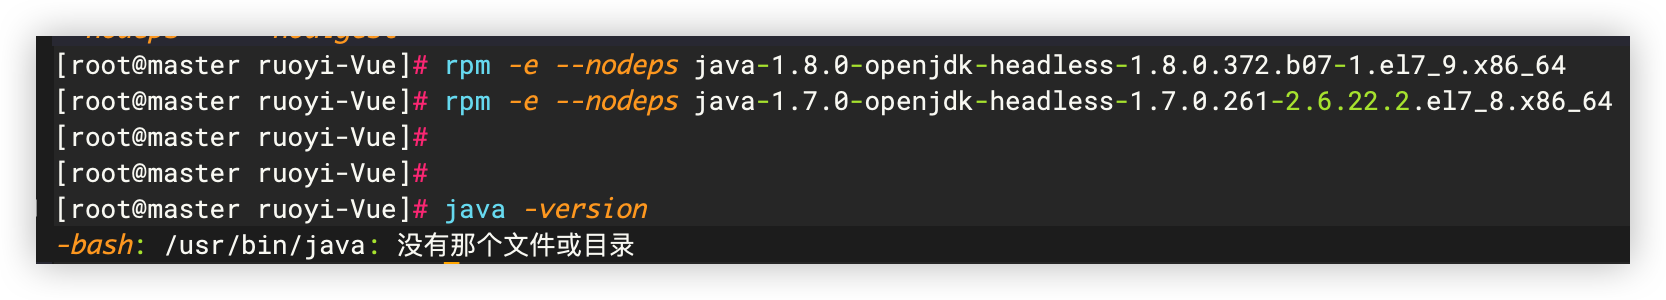 [root@master ruoyi-Vue]# rpm -e --nodeps java-1.8.0-openjdk-headless-1.8.0.372.b07-1.el7_9.x86_64
[root@master ruoyi-Vue]# rpm -e --nodeps java-1.7.0-openjdk-headless-1.7.0.261-2.6.22.2.el7_8.x86_64
[root@master ruoyi-Vue]#
[root@master ruoyi-Vue]#
[root@master ruoyi-Vue]# java -version
-bash: /usr/bin/java: 没有那个文件或目录